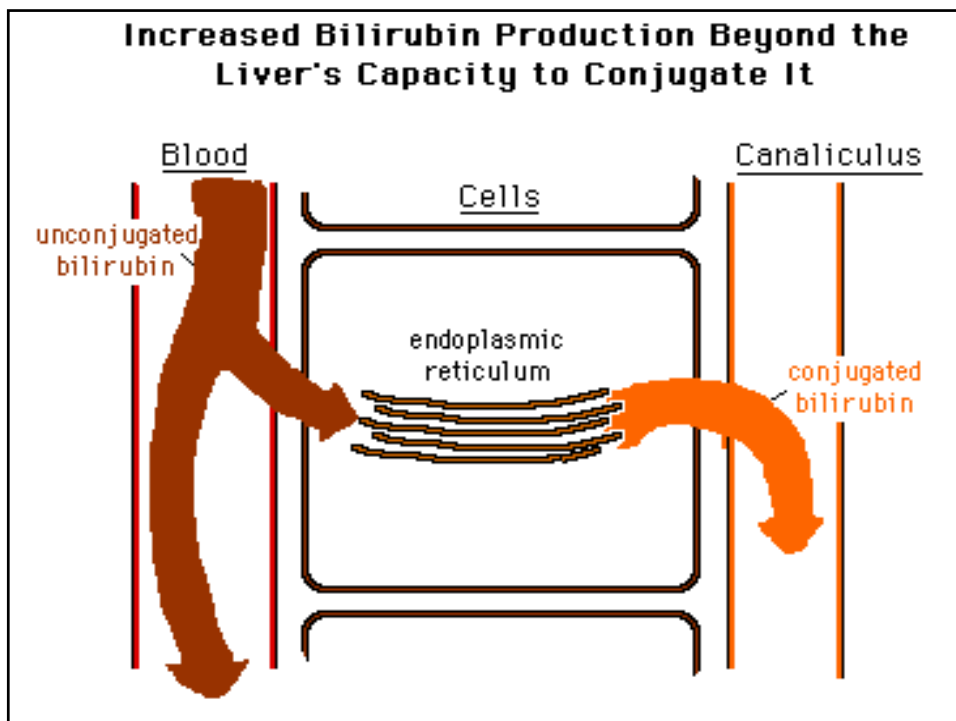 Increased Bilirubin Production Beyond the
Liver's Capacity to Conjugate It
Blood
Cells
Canaliculus
unconjugated
bilirubin
endoplasmic
reticulum
conjugated
bilirubin